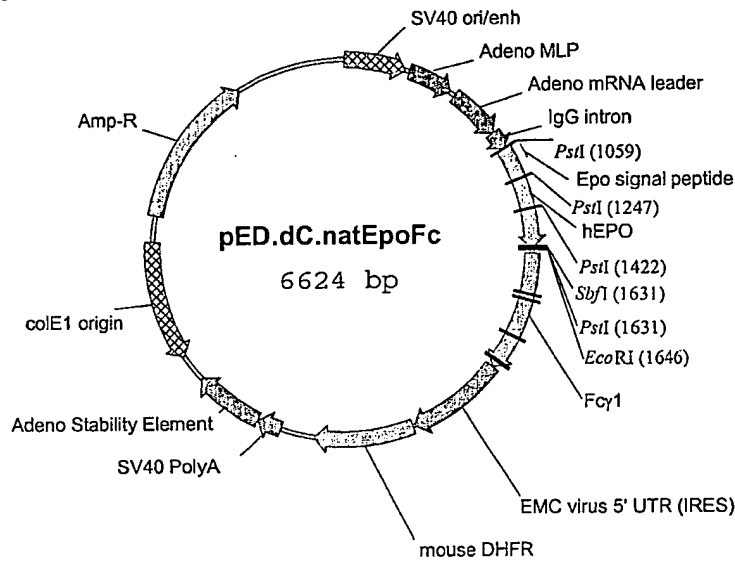 SV40 ori/enh
Adeno MLP
Adeno mRNA leader
IgG intron
PstI (1059)
Epo signal peptide
PstI (1247)
hEPO
PstI (1422)
SbfI (1631)
PstI (1631)
EcoRI (1646)
Fcγ1
EMC virus 5' UTR (IRES)
mouse DHFR
SV40 PolyA
Adeno Stability Element
colE1 origin
Amp-R
pED.dC.natEpoFc
6624 bp